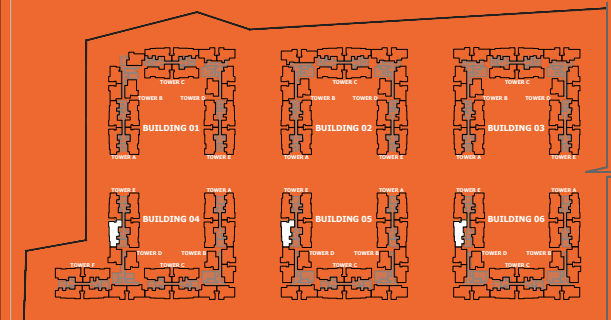 TOWER C TOWER C TOWER C
TOWER B TOWER D TOWER B TOWER D TOWER B TOWER D
BUILDING 01 BUILDING 02 BUILDING 03
TOWER A TOWER E TOWER A TOWER E TOWER A TOWER E
TOWER E TOWER A TOWER E TOWER A TOWER E TOWER A
BUILDING 04 BUILDING 05 BUILDING 06
TOWER D TOWER B TOWER D TOWER B TOWER D TOWER B
TOWER F TOWER C TOWER C TOWER C